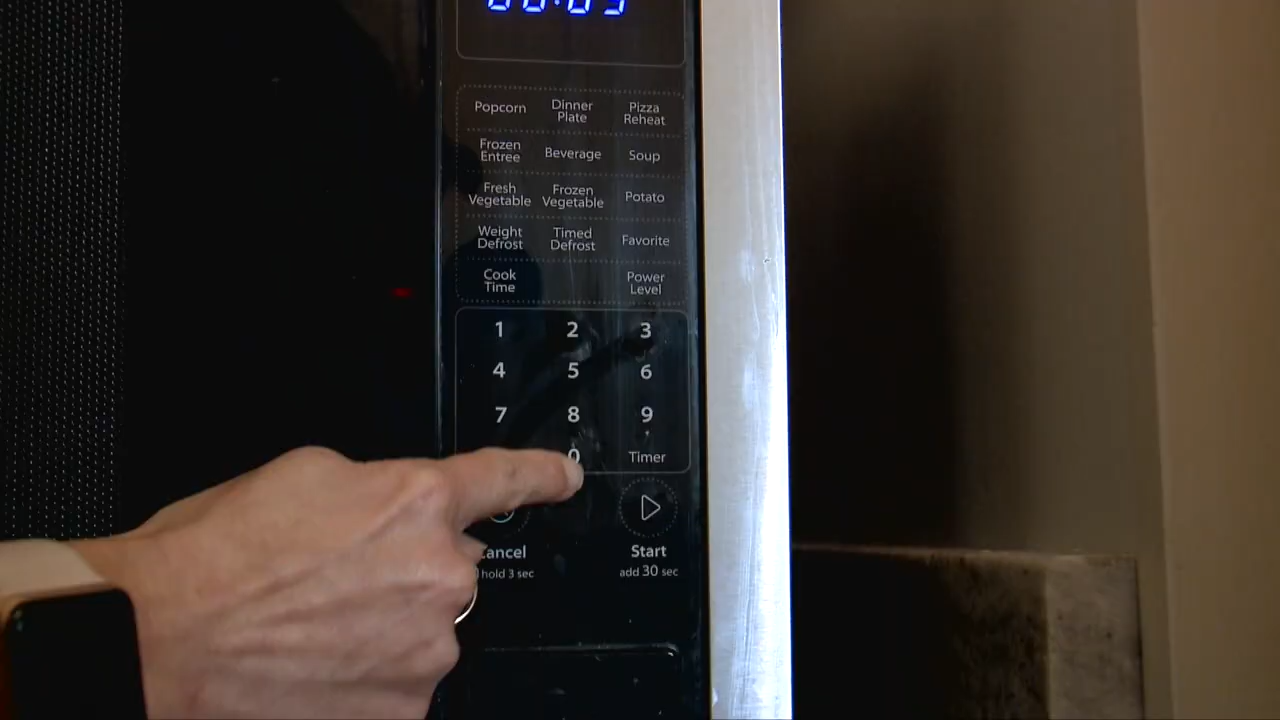 Popcorn
Dinner
Plate
Pizza
Reheat
Frozen
Entree
Beverage
Soup
Fresh
Vegetable
Frozen
Vegetable
Potato
Weight
Defrost
Timed
Defrost
Favorite
Cook
Time
Power
Level
1 2 3
4 5 6
7 8 9
0 Timer
Start
hold 3 sec
add 30 sec